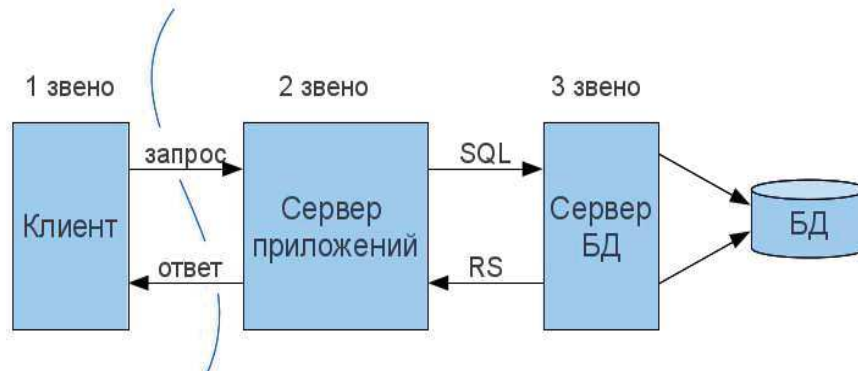 1 звено
2 звено
3 звено
запрос
SQL
Клиент
Сервер
приложений
Сервер
БД
БД
ответ
RS